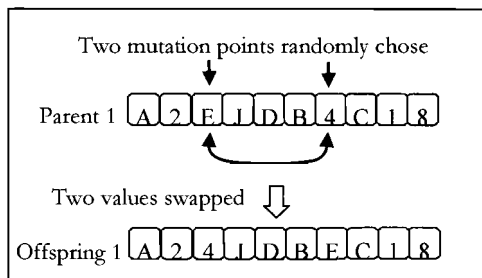 Two mutation points randomly chose
Parent 1 A 2 E J D B 4 C 1 8
Two values swapped
Offspring 1 A 2 4 J D B E C 1 8